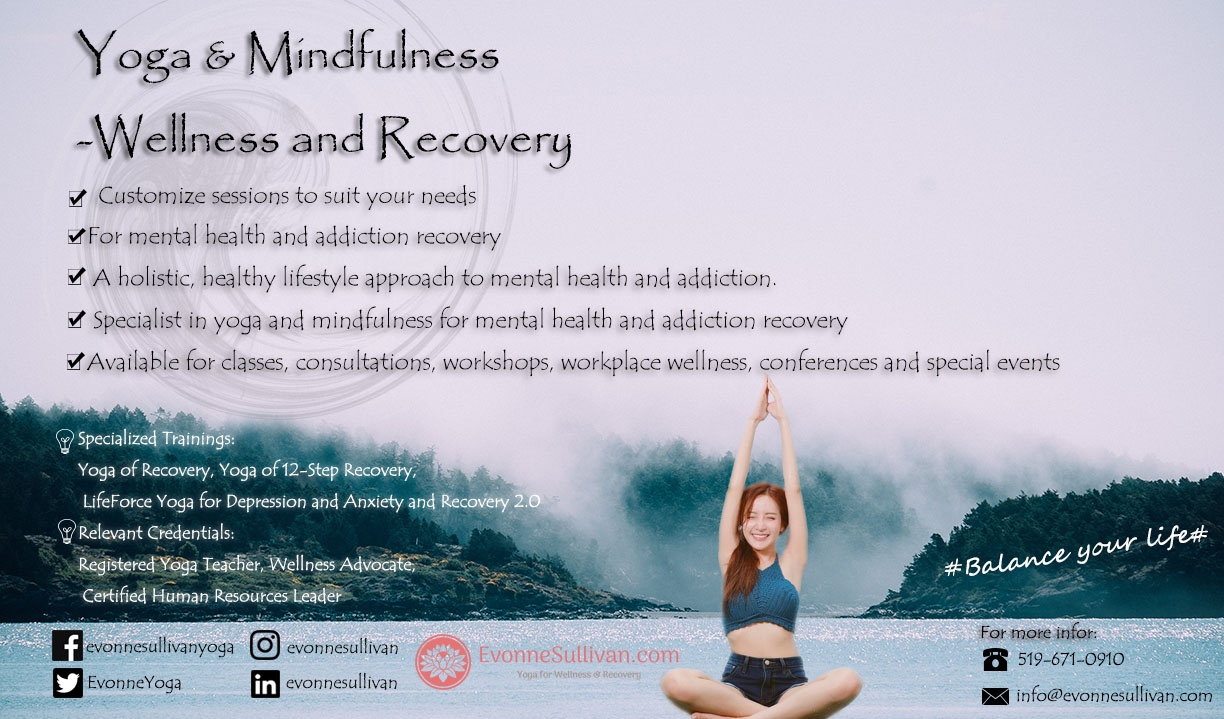 Yoga & Mindfulness
-Wellness and Recovery
Customize sessions to suit your needs
For mental health and addiction recovery
A holistic, healthy lifestyle approach to mental health and addiction.
Specialist in yoga and mindfulness for mental health and addiction recovery
Available for classes, consultations, workshops, workplace wellness, conferences and special events
Specialized Trainings:
Yoga of Recovery, Yoga of 12-Step Recovery,
LifeForce Yoga for Depression and Anxiety and Recovery 2.0
Relevant Credentials:
Registered Yoga Teacher, Wellness Advocate,
Certified Human Resources Leader
#Balance your life#
evonnesullivanyoga
evonnesullivan
EvonneYoga
evonnesullivan
EvonneSullivan.com
Yoga for Wellness @ Recovery
For more infor:
519-671-0910
info@evonnesullivan.com